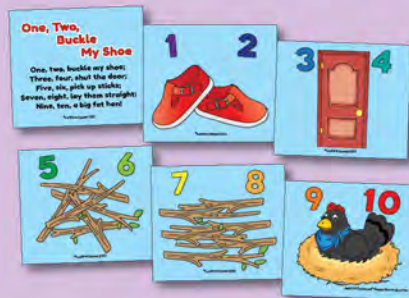 One, Two,
Buckle
My Shoe
One, two, buckle my shoe;
Three, four, shut the door;
Five, six, pick up sticks;
Seven, eight, lay them straight;
Nine, ten, a big fat hen!
1 2
3 4
5 6
7 8
9 10